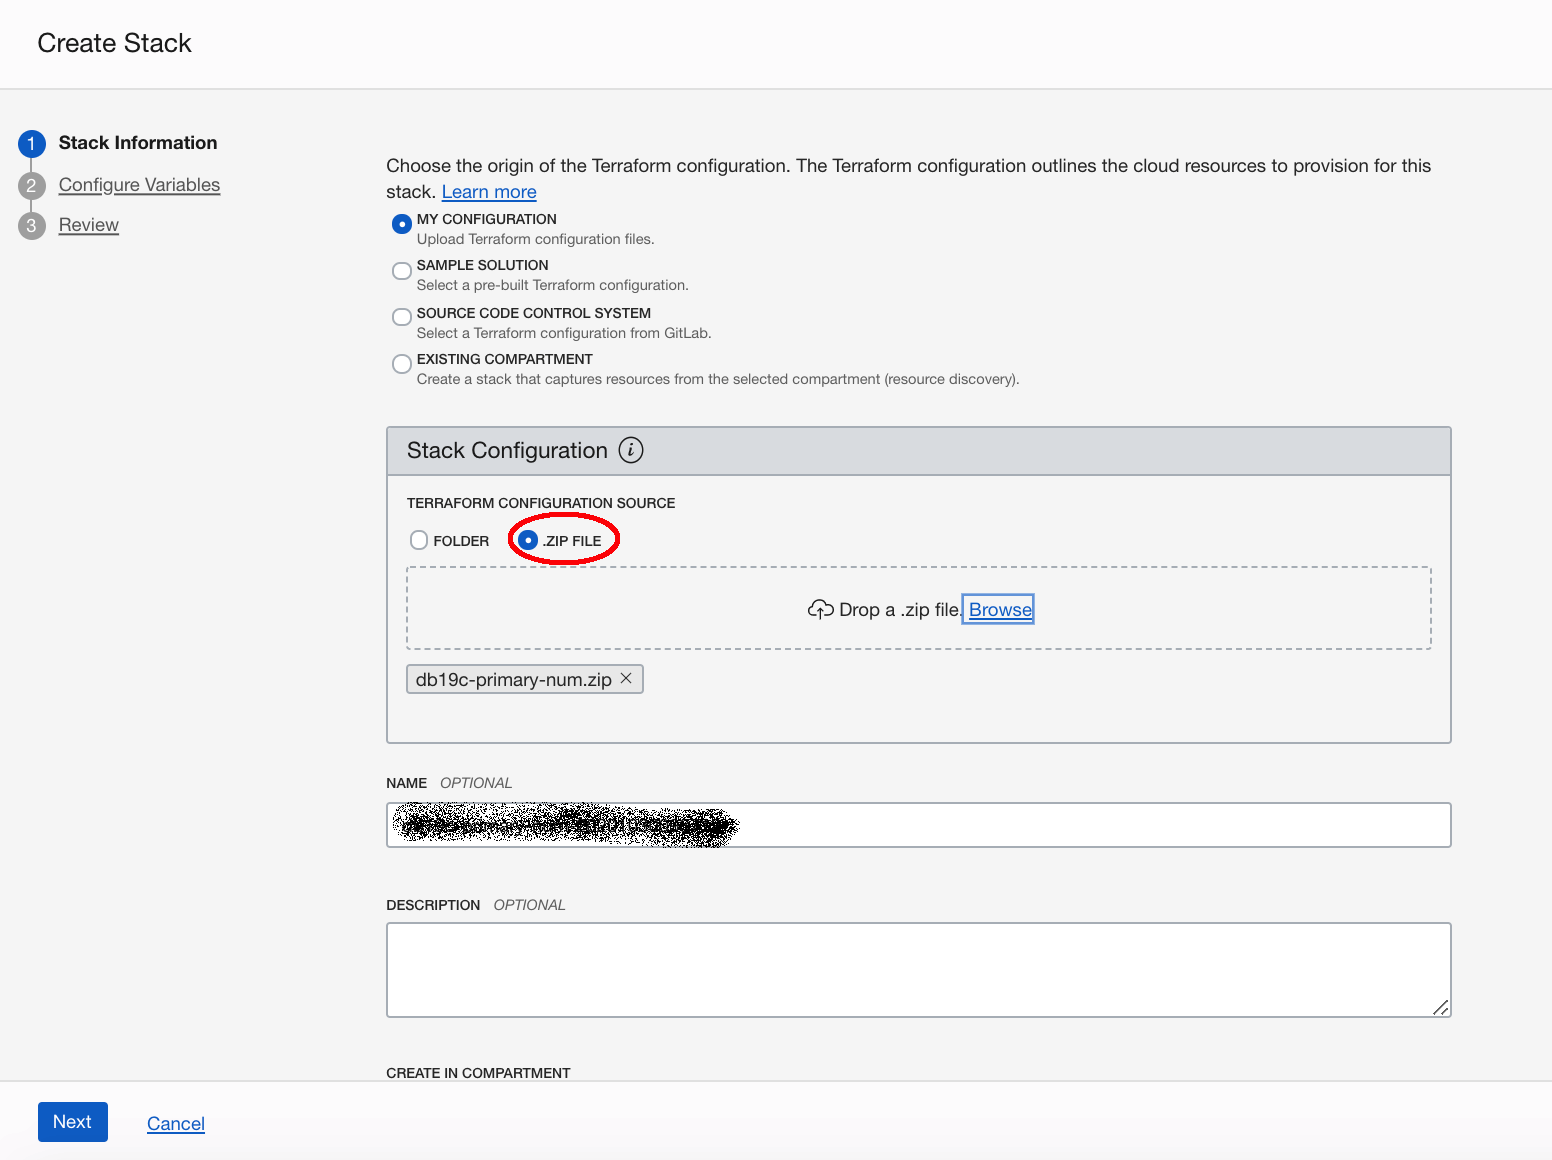 Create Stack
1 Stack Information
2 Configure Variables
3 Review
Choose the origin of the Terraform configuration. The Terraform configuration outlines the cloud resources to provision for this
stack. Learn more
MY CONFIGURATION
Upload Terraform configuration files.
SAMPLE SOLUTION
Select a pre-built Terraform configuration.
SOURCE CODE CONTROL SYSTEM
Select a Terraform configuration from GitLab.
EXISTING COMPARTMENT
Create a stack that captures resources from the selected compartment (resource discovery).
Stack Configuration i
TERRAFORM CONFIGURATION SOURCE
FOLDER .ZIP FILE
Drop a .zip file. Browse
db19c-primary-num.zip ×
NAME OPTIONAL
DESCRIPTION OPTIONAL
CREATE IN COMPARTMENT
Next Cancel